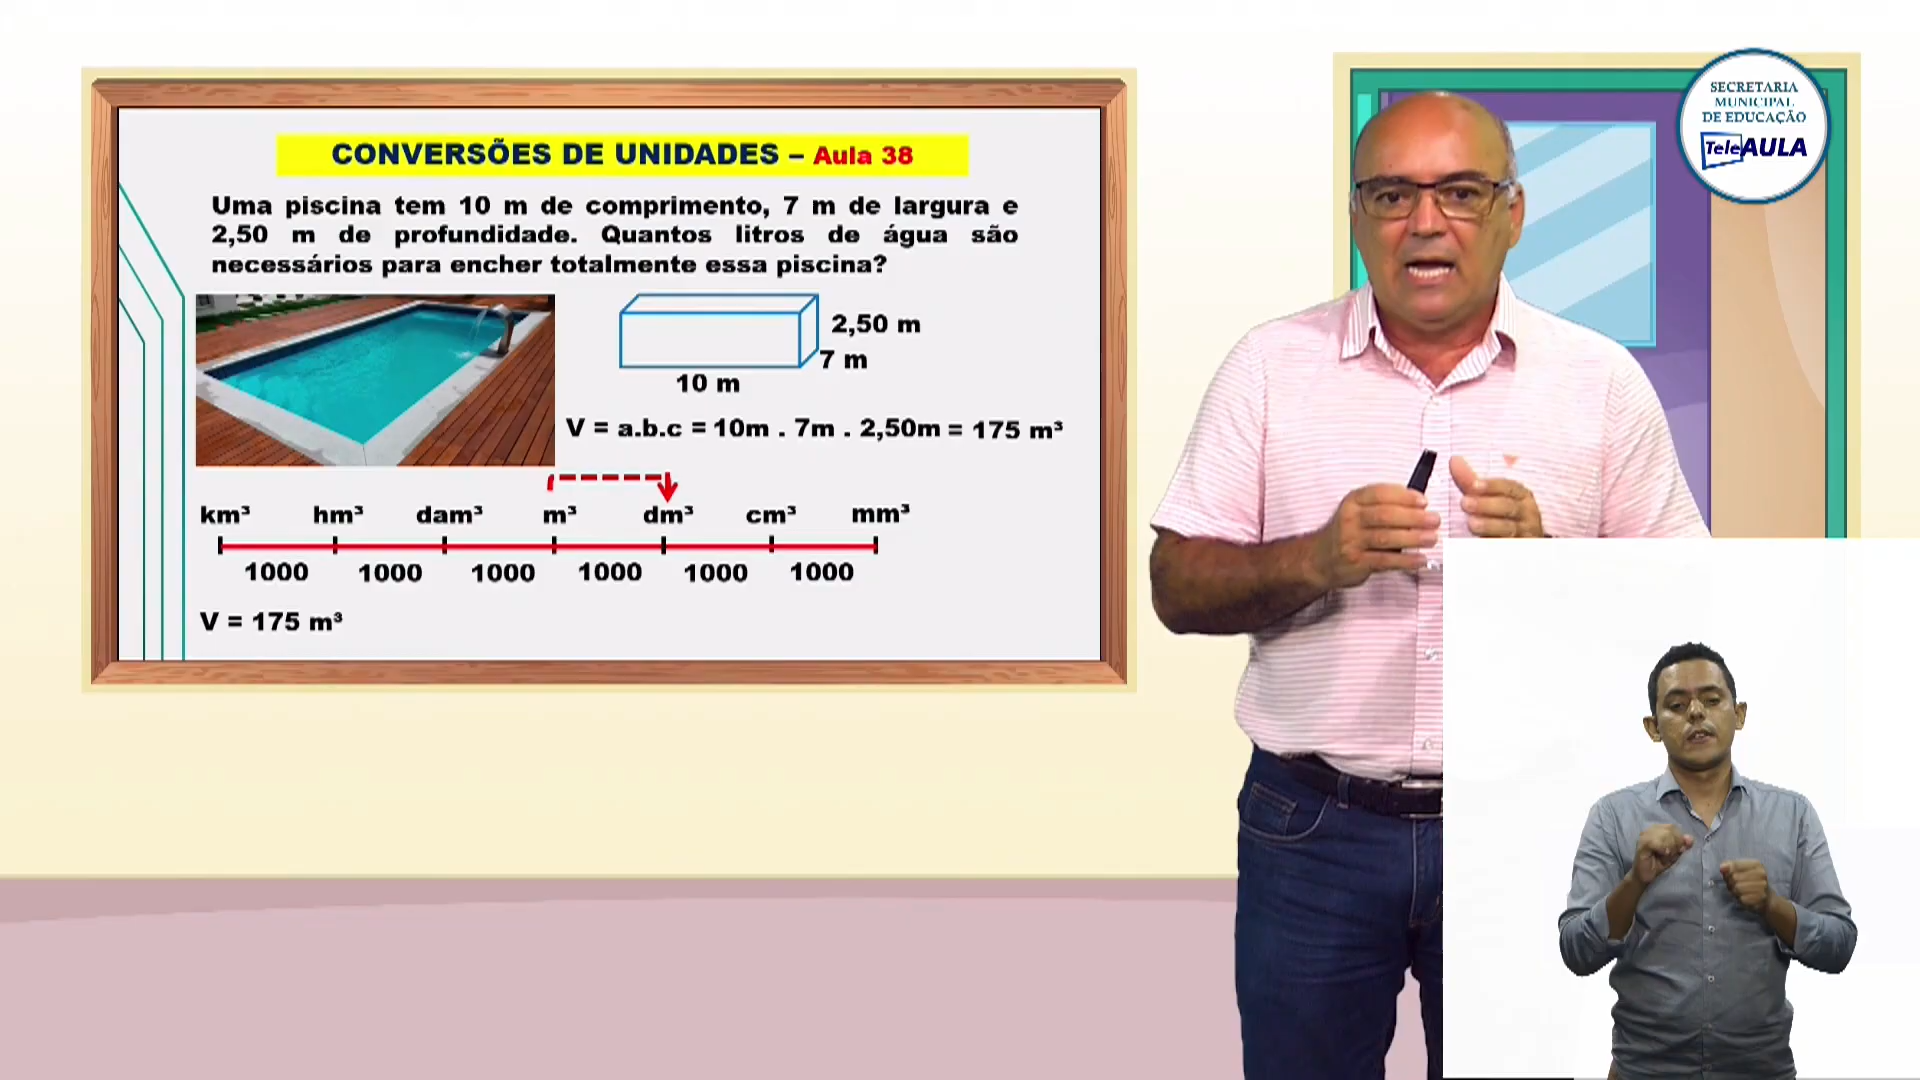 CONVERSÕES DE UNIDADES – Aula 38
Uma piscina tem 10 m de comprimento, 7 m de largura e
2,50 m de profundidade. Quantos litros de água são
necessários para encher totalmente essa piscina?
2,50 m
7 m
10 m
V = a.b.c = 10m . 7m . 2,50m = 175 m³
km³ hm³ dam³ m³ dm³ cm³ mm³
1000 1000 1000 1000 1000 1000
V = 175 m³
SECRETARIA
MUNICIPAL
DE EDUCAÇÃO
TeleAULA